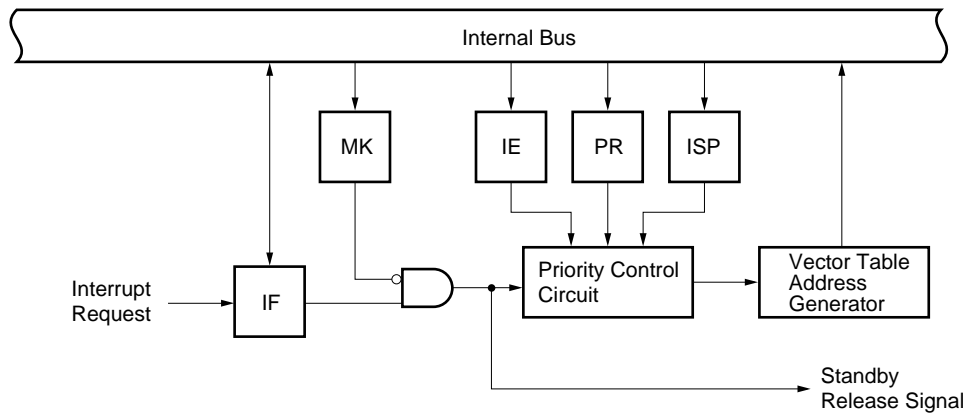 Internal Bus
MK
IE
PR
ISP
Interrupt
Request
IF
Priority Control
Circuit
Vector Table
Address
Generator
Standby
Release Signal